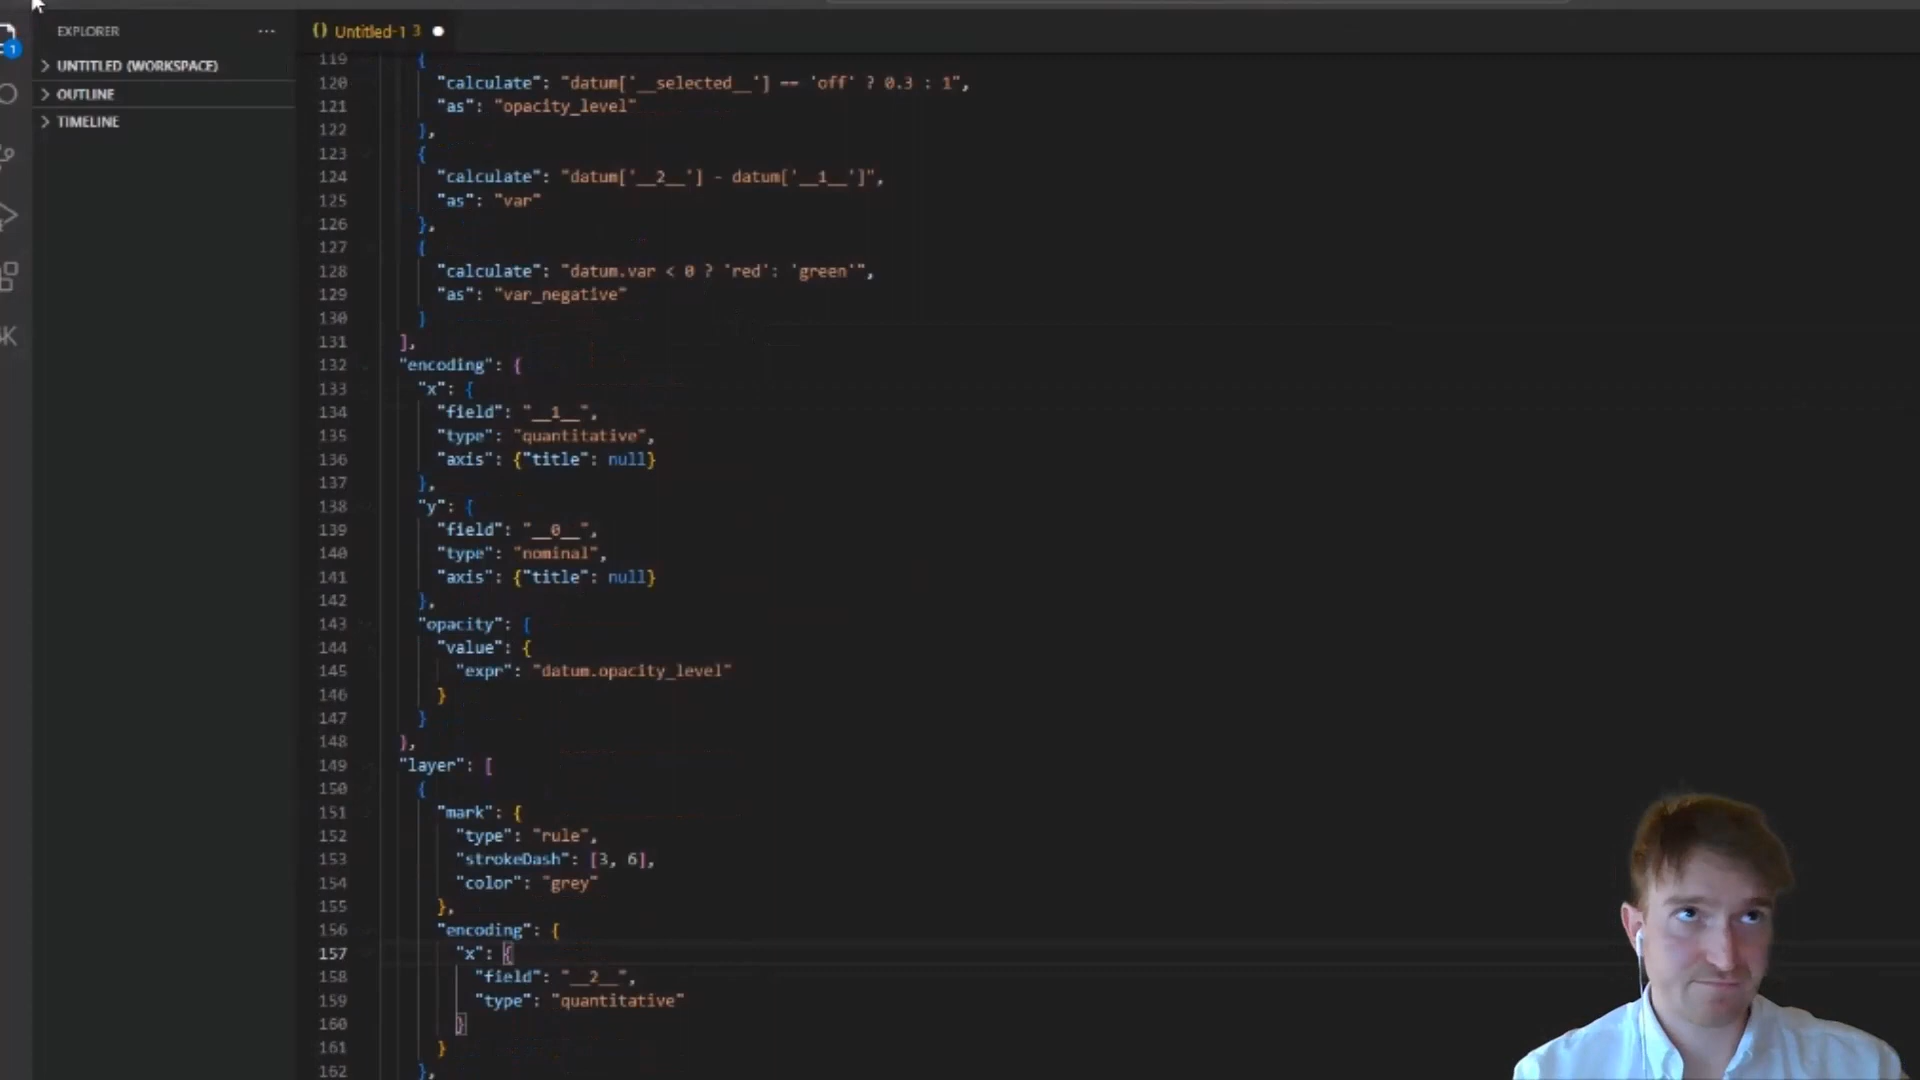 EXPLORER
...
{} Untitled-1 3
UNTITLED (WORKSPACE)
OUTLINE
TIMELINE
1
119 {
120 "calculate": "datum['__selected__'] == 'off' ? 0.3 : 1",
121 "as": "opacity_level"
122 },
123 {
124 "calculate": "datum['__2__'] - datum['__1__']",
125 "as": "var"
126 },
127 {
128 "calculate": "datum.var < 0 ? 'red': 'green'",
129 "as": "var_negative"
130 }
131 ],
132 "encoding": {
133 "x": {
134 "field": "__1__",
135 "type": "quantitative",
136 "axis": {"title": null}
137 },
138 "y": {
139 "field": "__0__",
140 "type": "nominal",
141 "axis": {"title": null}
142 },
143 "opacity": {
144 "value": {
145 "expr": "datum.opacity_level"
146 }
147 }
148 },
149 "layer": [
150 {
151 "mark": {
152 "type": "rule",
153 "strokeDash": [3, 6],
154 "color": "grey"
155 },
156 "encoding": {
157 "x": {
158 "field": "__2__",
159 "type": "quantitative"
160 }
161 }
162 },